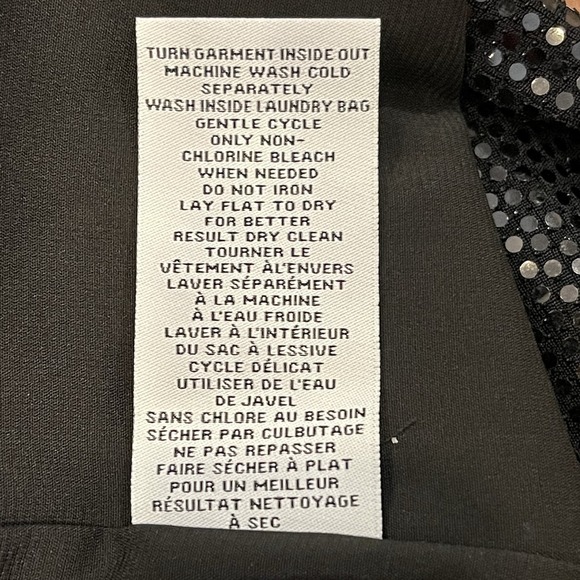 TURN GARMENT INSIDE OUT
MACHINE WASH COLD
SEPARATELY
WASH INSIDE LAUNDRY BAG
GENTLE CYCLE
ONLY NON-
CHLORINE BLEACH
WHEN NEEDED
DO NOT IRON
LAY FLAT TO DRY
FOR BETTER
RESULT DRY CLEAN
TOURNER LE
VÊTEMENT ÀL'ENVERS
LAVER SÉPARÉMENT
À LA MACHINE
À L'EAU FROIDE
LAVER À L'INTÉRIEUR
DU SAC À LESSIVE
CYCLE DÉLICAT
UTILISER DE L'EAU
DE JAVEL
SANS CHLORE AU BESOIN
SÉCHER PAR CULBUTAGE
NE PAS REPASSER
FAIRE SÉCHER À PLAT
POUR UN MEILLEUR
RÉSULTAT NETTOYAGE
À SEC